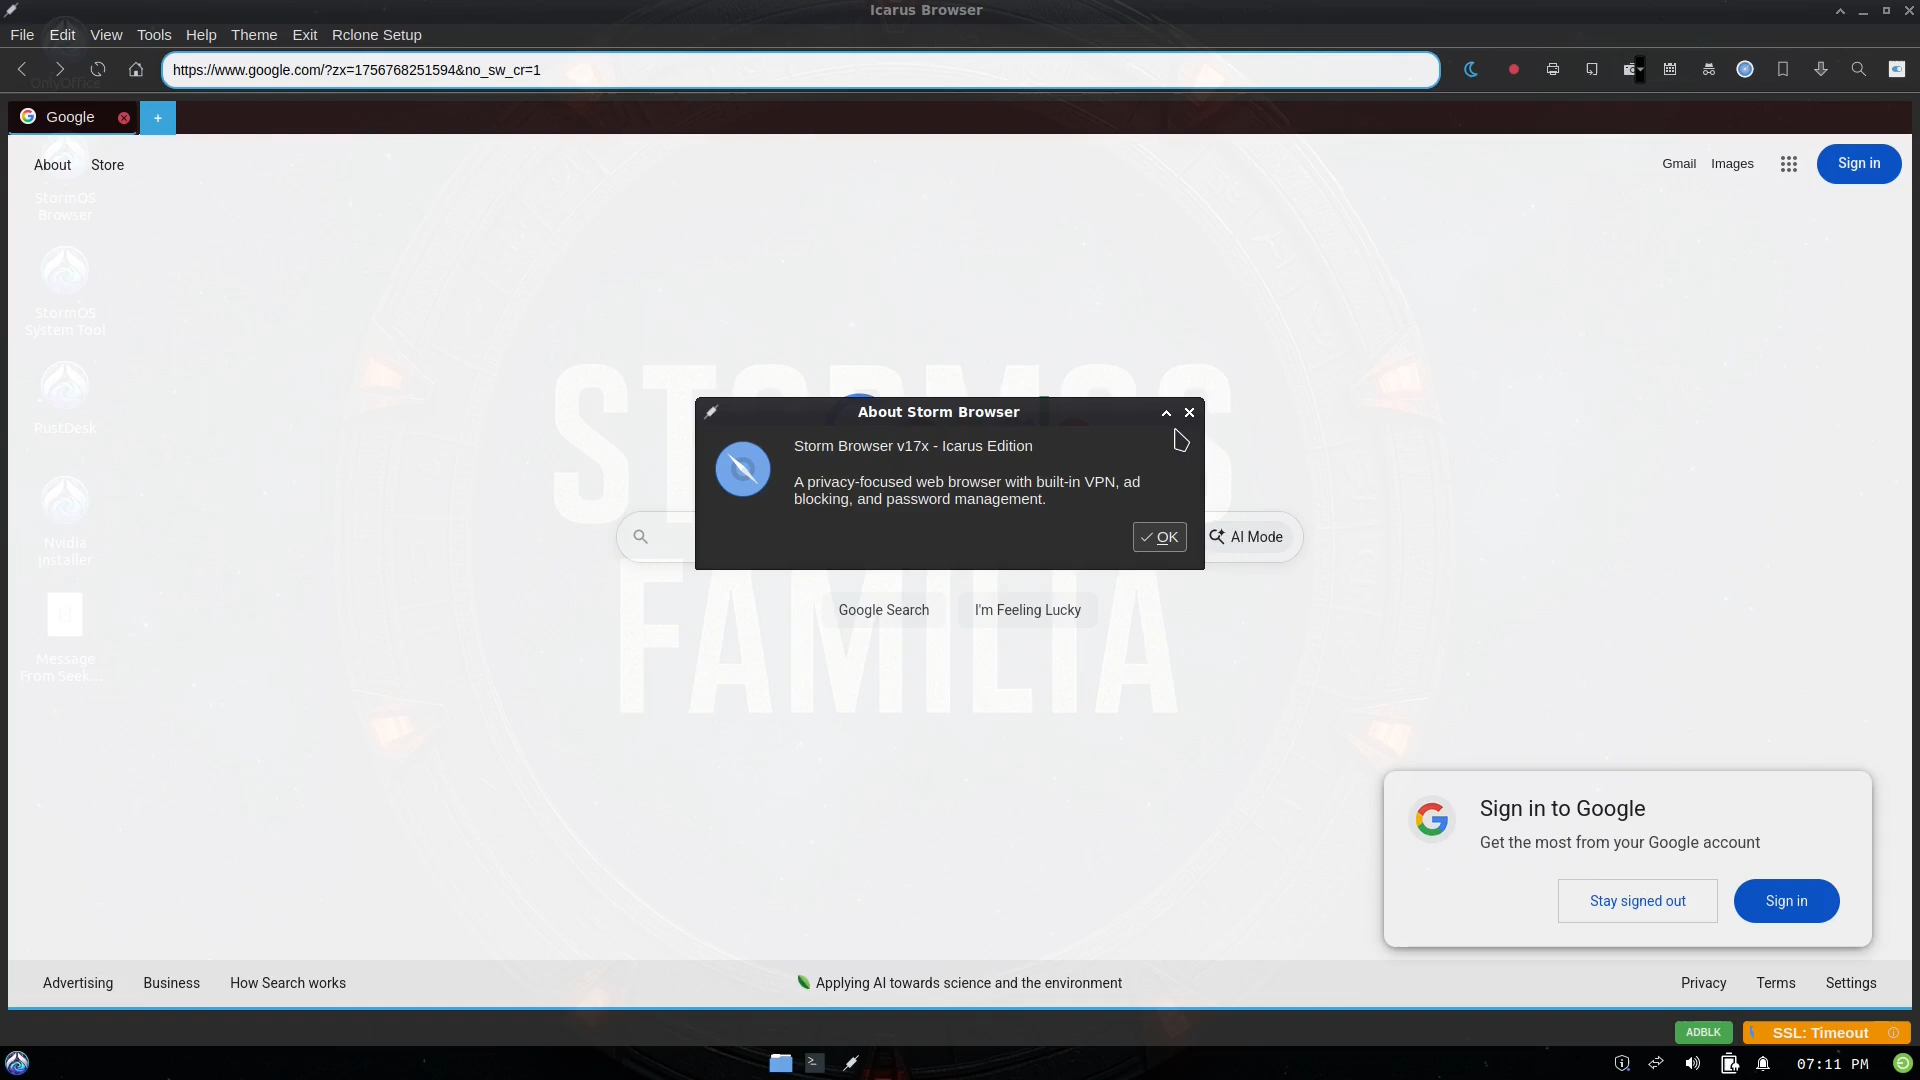 Icarus Browser
File Edit View Tools Help Theme Exit Rclone Setup
OnlyOffice
https://www.google.com/?zx=1756768251594&no_sw_cr=1
Google
+
About Store
Gmail Images Sign in
StormOS
Browser
StormOS
System Tool
RustDesk
Nvidia
Installer
Message
From Seek...
STORMOS
FAMILIA
About Storm Browser
Storm Browser v17x - Icarus Edition
A privacy-focused web browser with built-in VPN, ad
blocking, and password management.
OK
AI Mode
Google Search I'm Feeling Lucky
Sign in to Google
Get the most from your Google account
Stay signed out Sign in
Advertising Business How Search works
Applying AI towards science and the environment
Privacy Terms Settings
ADBLK SSL: Timeout
07:11 PM